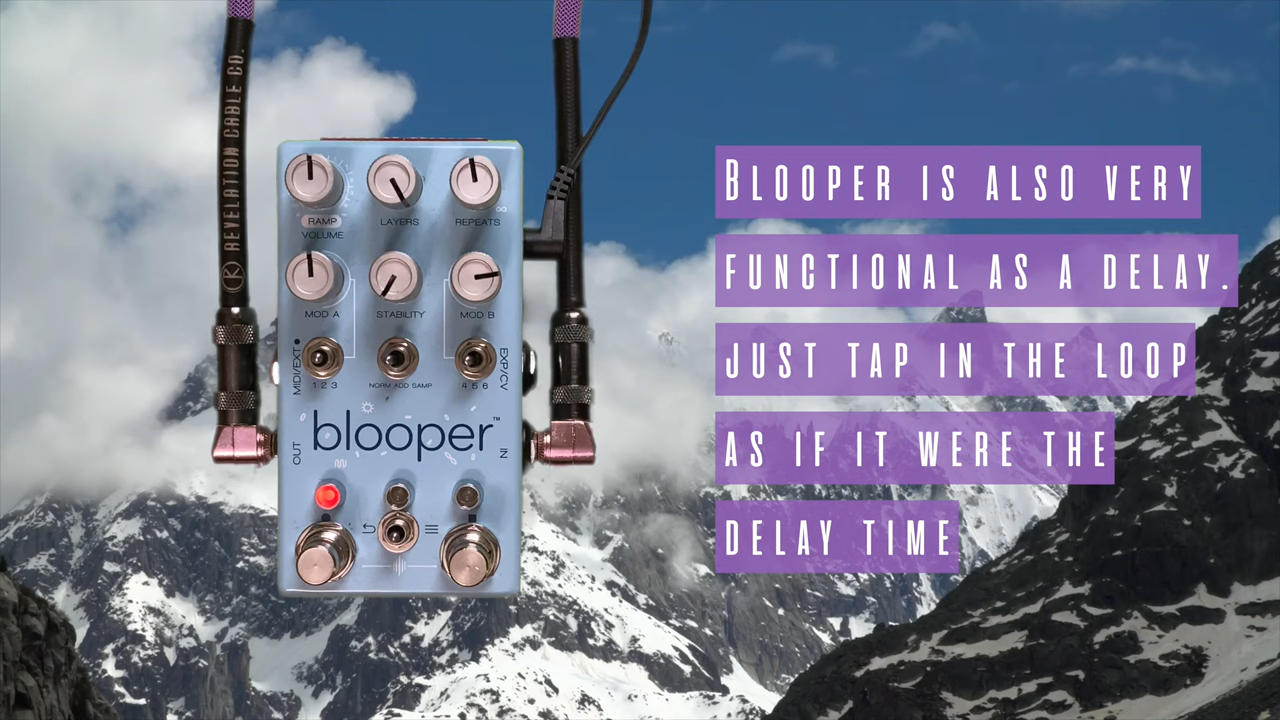 REVELATION CABLE CO.
RAMP
LAYERS
REPEATS
VOLUME
∞
MOD A
STABILITY
MOD B
MIDI/EXT
EXP/CV
1 2 3
NORM ADD SAMP
4 5 6
blooper™
OUT
IN
BLOOPER IS ALSO VERY
FUNCTIONAL AS A DELAY.
JUST TAP IN THE LOOP
AS IF IT WERE THE
DELAY TIME